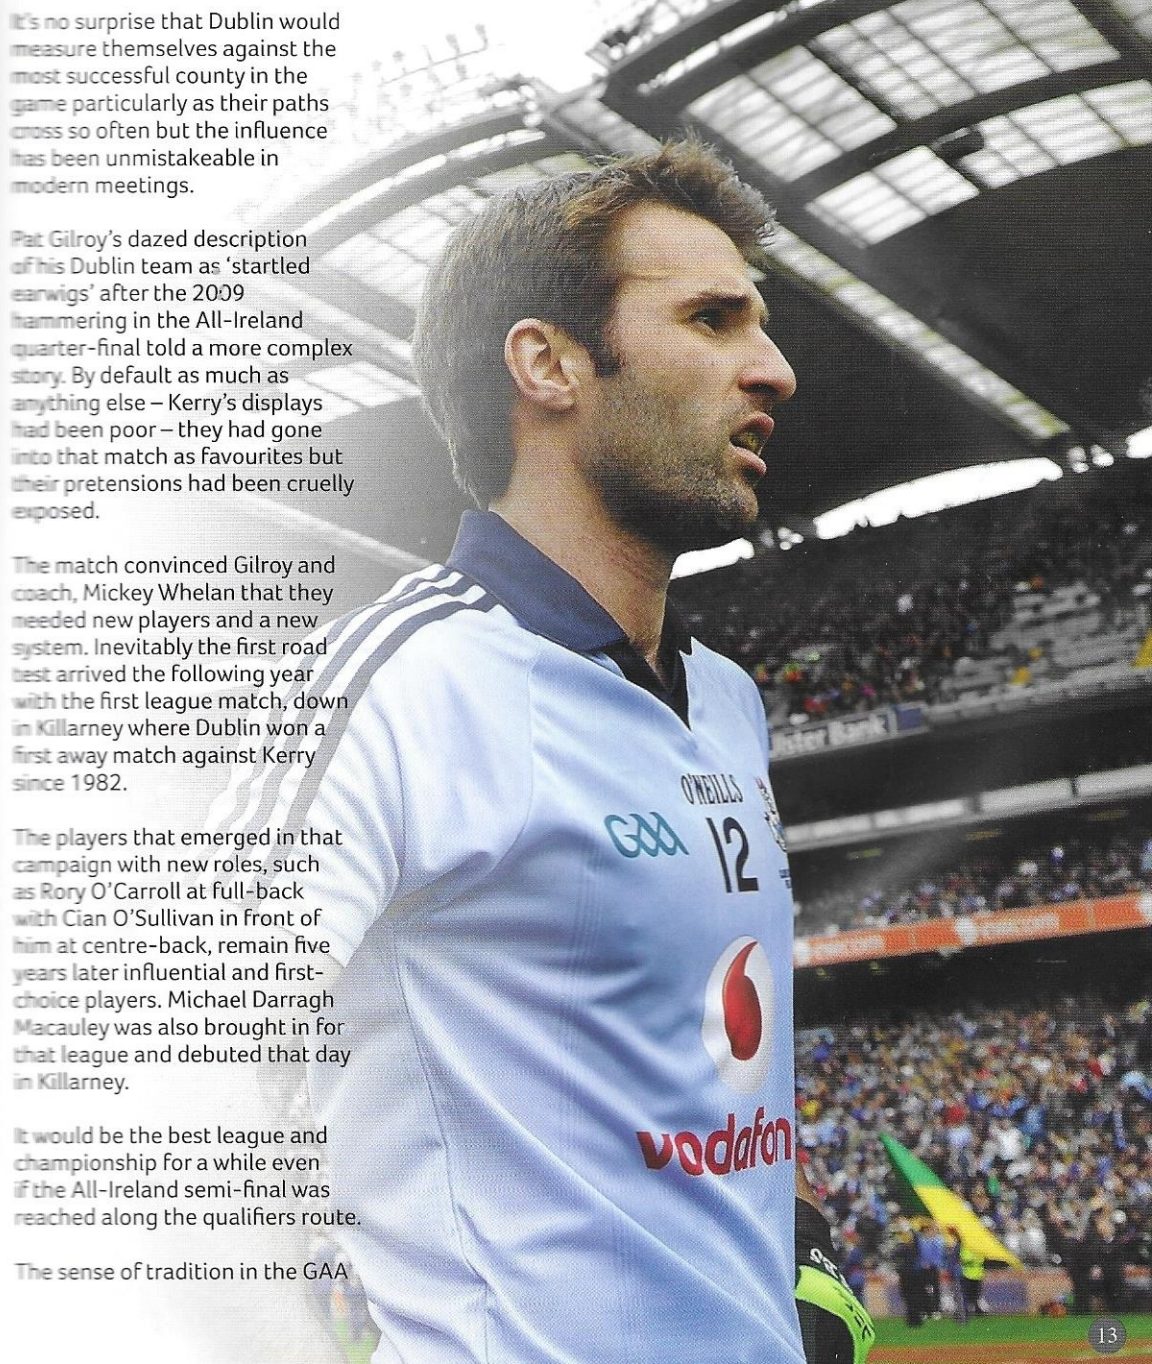 It's no surprise that Dublin would
measure themselves against the
most successful county in the
game particularly as their paths
cross so often but the influence
has been unmistakeable in
modern meetings.
Pat Gilroy's dazed description
of his Dublin team as 'startled
earwigs' after the 2009
hammering in the All-Ireland
quarter-final told a more complex
story. By default as much as
anything else – Kerry's displays
had been poor – they had gone
into that match as favourites but
their pretensions had been cruelly
exposed.
The match convinced Gilroy and
coach, Mickey Whelan that they
needed new players and a new
system. Inevitably the first road
test arrived the following year
with the first league match, down
in Killarney where Dublin won a
first away match against Kerry
since 1982.
The players that emerged in that
campaign with new roles, such
as Rory O'Carroll at full-back
with Cian O'Sullivan in front of
him at centre-back, remain five
years later influential and first-
choice players. Michael Darragh
Macauley was also brought in for
that league and debuted that day
in Killarney.
It would be the best league and
championship for a while even
if the All-Ireland semi-final was
reached along the qualifiers route.
The sense of tradition in the GAA
Ulster Bank
O'NEILLS
GAA
12
vodafon
13